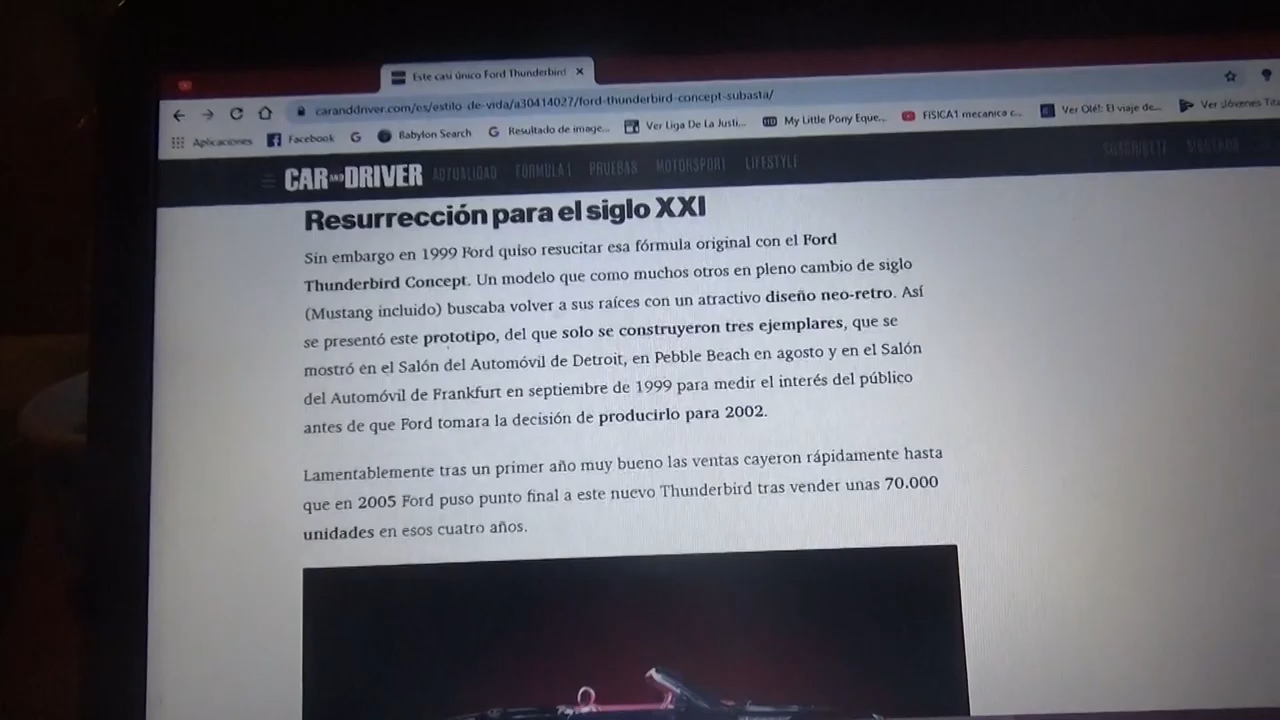 Este casi único Ford Thunderbird
caranddriver.com/es/estilo-de-vida/a30414027/ford-thunderbird-concept-subasta/
Aplicaciones Facebook Babylon Search Resultado de image... Ver Liga De La Justi... My Little Pony Eque... FISICA1 mecanica c... Ver Olé!: El viaje de... Ver Jóvenes Tita
CAR AND DRIVER ACTUALIDAD FÓRMULA 1 PRUEBAS MOTORSPORT LIFESTYLE SUSCRÍBETE SÍGUENOS
Resurrección para el siglo XXI
Sin embargo en 1999 Ford quiso resucitar esa fórmula original con el Ford
Thunderbird Concept. Un modelo que como muchos otros en pleno cambio de siglo
(Mustang incluido) buscaba volver a sus raíces con un atractivo diseño neo-retro. Así
se presentó este prototipo, del que solo se construyeron tres ejemplares, que se
mostró en el Salón del Automóvil de Detroit, en Pebble Beach en agosto y en el Salón
del Automóvil de Frankfurt en septiembre de 1999 para medir el interés del público
antes de que Ford tomara la decisión de producirlo para 2002.
Lamentablemente tras un primer año muy bueno las ventas cayeron rápidamente hasta
que en 2005 Ford puso punto final a este nuevo Thunderbird tras vender unas 70.000
unidades en esos cuatro años.